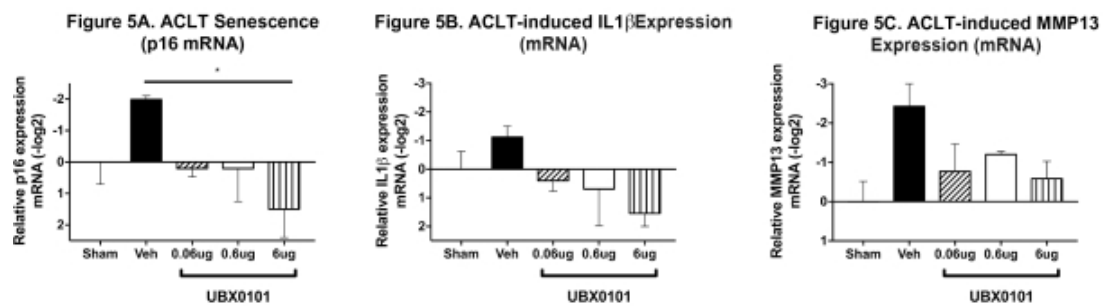 Figure 5A. ACLT Senescence
(p16 mRNA)
Relative p16 expression
mRNA (-log2)
-2
-1
0
1
2
*
Sham
Veh
0.06ug
0.6ug
6ug
UBX0101
Figure 5B. ACLT-induced IL1βExpression
(mRNA)
Relative IL1β expression
mRNA (-log2)
-3
-2
-1
0
1
2
Sham
Veh
0.06ug
0.6ug
6ug
UBX0101
Figure 5C. ACLT-induced MMP13
Expression (mRNA)
Relative MMP13 expression
mRNA (-log2)
-3
-2
-1
0
1
Sham
Veh
0.06ug
0.6ug
6ug
UBX0101